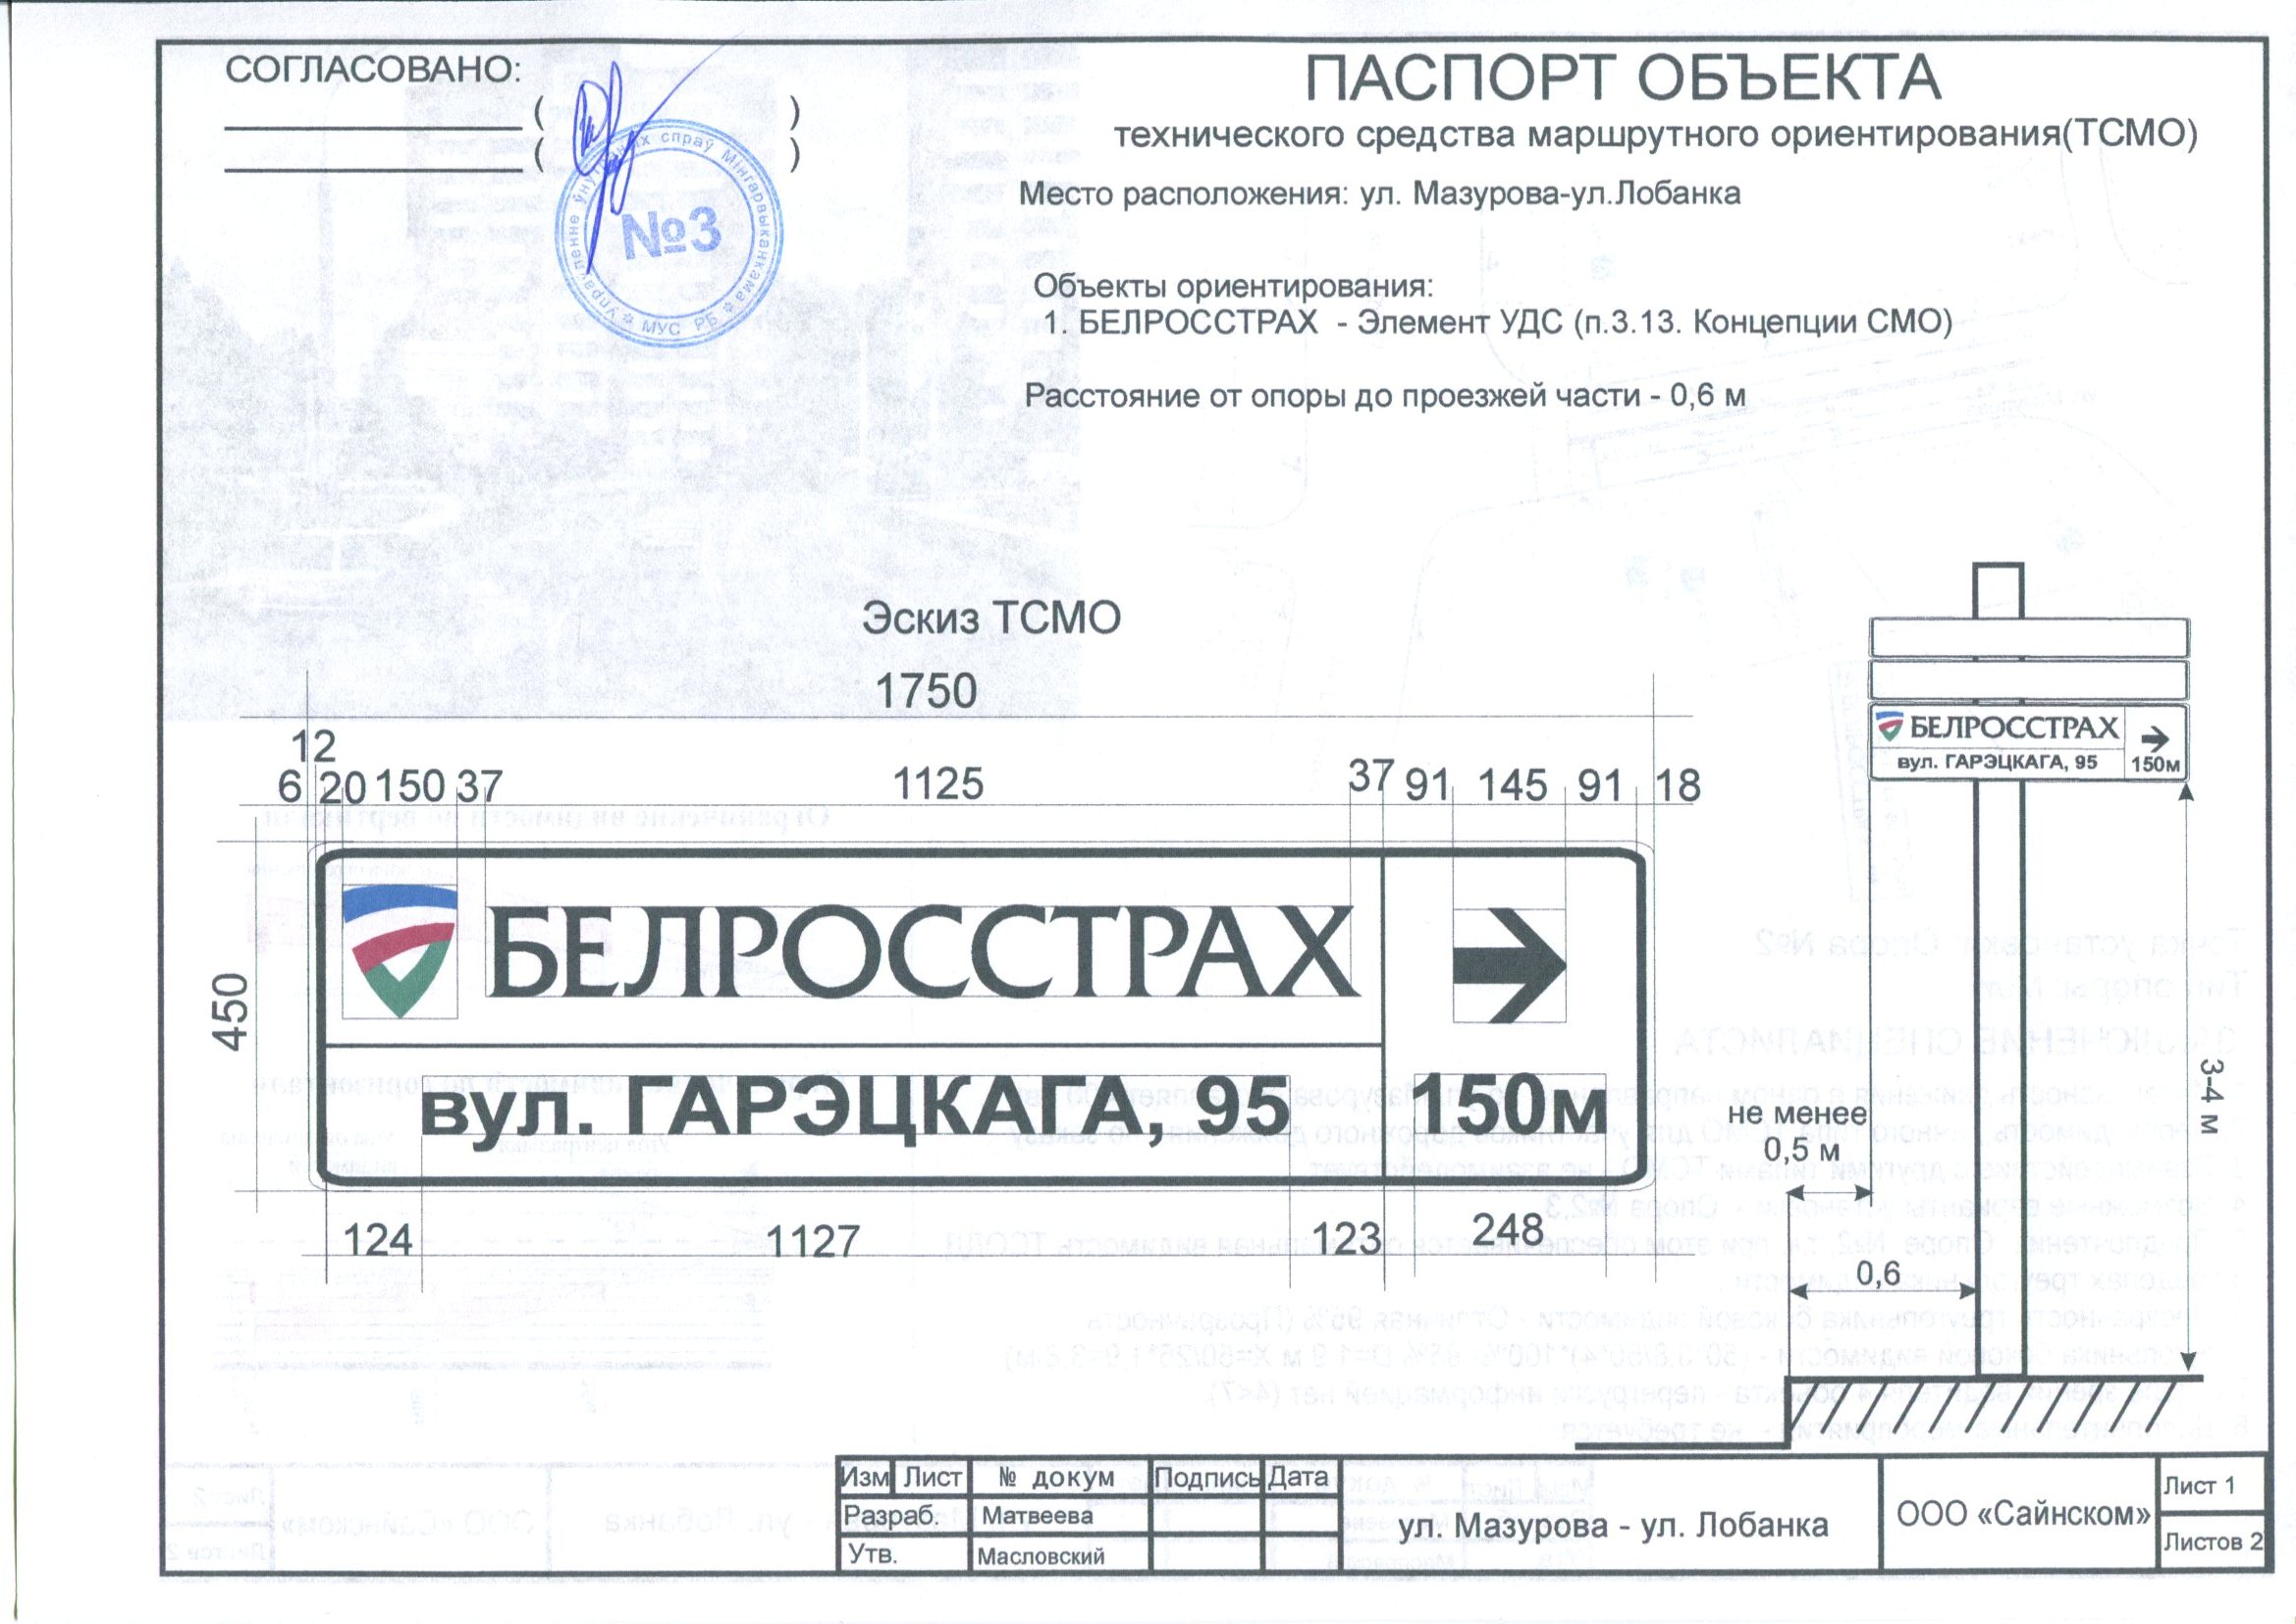 СОГЛАСОВАНО:
( )
( )
упраўленне ўнутраных спраў Мінгарвыканкама
МУС РБ
№3
ПАСПОРТ ОБЪЕКТА
технического средства маршрутного ориентирования(ТСМО)
Место расположения: ул. Мазурова-ул.Лобанка
Объекты ориентирования:
1. БЕЛРОССТРАХ - Элемент УДС (п.3.13. Концепции СМО)
Расстояние от опоры до проезжей части - 0,6 м
Эскиз ТСМО
1750
12
6 20 150 37 1125 37 91 145 91 18
450
БЕЛРОССТРАХ
вул. ГАРЭЦКАГА, 95
150м
124 1127 123 248
БЕЛРОССТРАХ
вул. ГАРЭЦКАГА, 95
150м
3-4 м
не менее
0,5 м
0,6
Изм Лист № докум Подпись Дата
Разраб. Матвеева
Утв. Масловский
ул. Мазурова - ул. Лобанка
ООО «Сайнском»
Лист 1
Листов 2